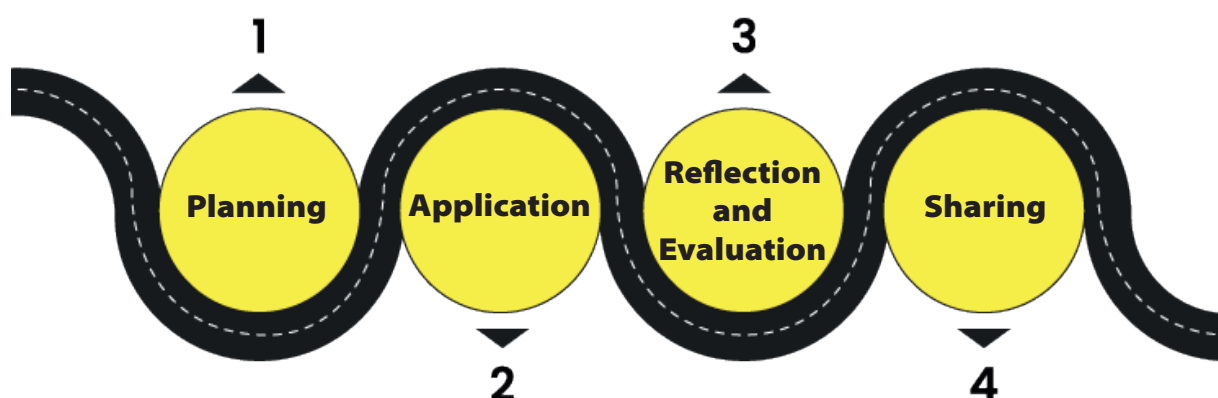 1
Planning
2
Application
3
Reflection
and
Evaluation
4
Sharing